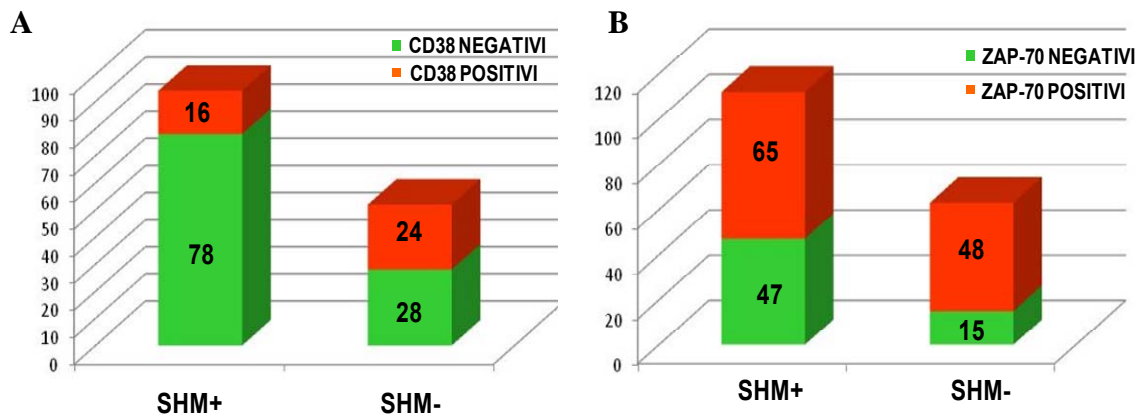 A
CD38 NEGATIVI
CD38 POSITIVI
100
90
80
70
60
50
40
30
20
10
0
16
78
24
28
SHM+
SHM-
B
ZAP-70 NEGATIVI
ZAP-70 POSITIVI
120
100
80
60
40
20
0
65
47
48
15
SHM+
SHM-